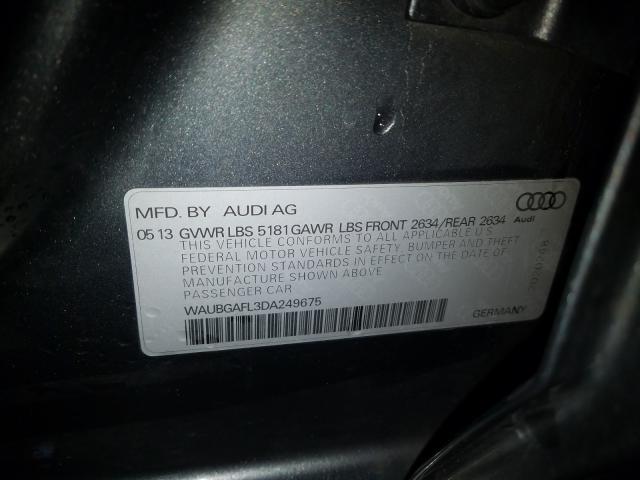 MFD. BY AUDI AG
05 13 GVWR LBS 5181 GAWR LBS FRONT 2634/REAR 2634
Audi
THIS VEHICLE CONFORMS TO ALL APPLICABLE U.S.
FEDERAL MOTOR VEHICLE SAFETY, BUMPER AND THEFT
PREVENTION STANDARDS IN EFFECT ON THE DATE OF
MANUFACTURE SHOWN ABOVE
PASSENGER CAR
WAUBGAFL3DA249675
GERMANY